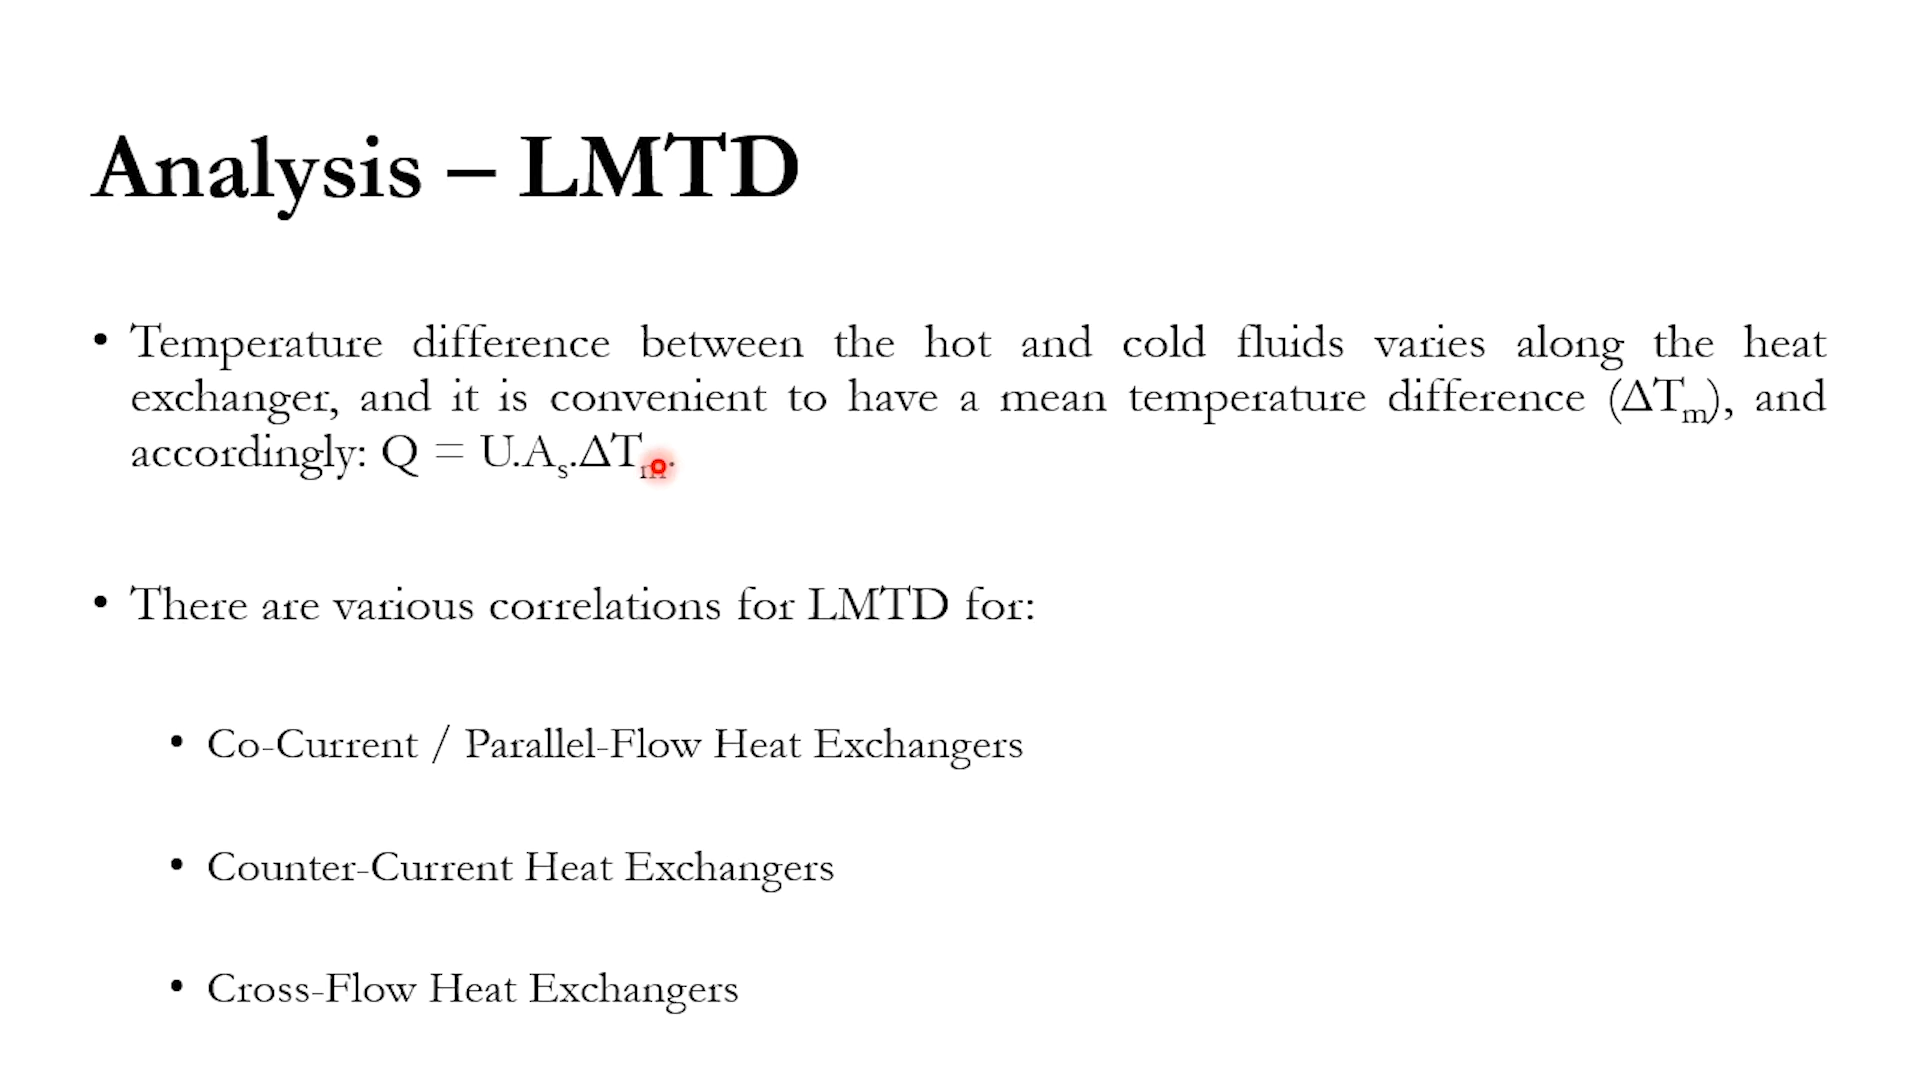 Analysis – LMTD
• Temperature difference between the hot and cold fluids varies along the heat
exchanger, and it is convenient to have a mean temperature difference (ΔTm), and
accordingly: Q = U.As.ΔTm.
• There are various correlations for LMTD for:
• Co-Current / Parallel-Flow Heat Exchangers
• Counter-Current Heat Exchangers
• Cross-Flow Heat Exchangers